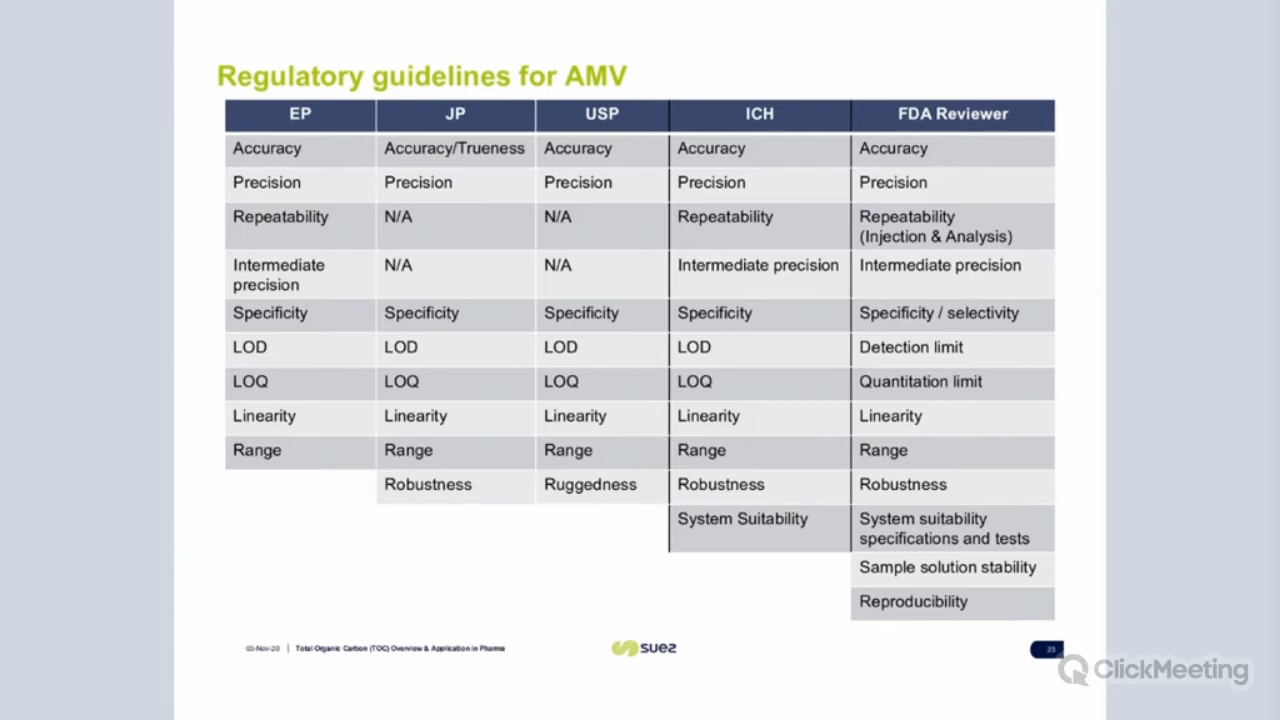 Regulatory guidelines for AMV
EP JP USP ICH FDA Reviewer
Accuracy Accuracy/Trueness Accuracy Accuracy Accuracy
Precision Precision Precision Precision Precision
Repeatability N/A N/A Repeatability Repeatability
(Injection & Analysis)
Intermediate N/A N/A Intermediate precision Intermediate precision
precision
Specificity Specificity Specificity Specificity Specificity / selectivity
LOD LOD LOD LOD Detection limit
LOQ LOQ LOQ LOQ Quantitation limit
Linearity Linearity Linearity Linearity Linearity
Range Range Range Range Range
Robustness Ruggedness Robustness Robustness
System Suitability System suitability
specifications and tests
Sample solution stability
Reproducibility
03-Nov-20 | Total Organic Carbon (TOC) Overview & Application in Pharma suez 23
ClickMeeting